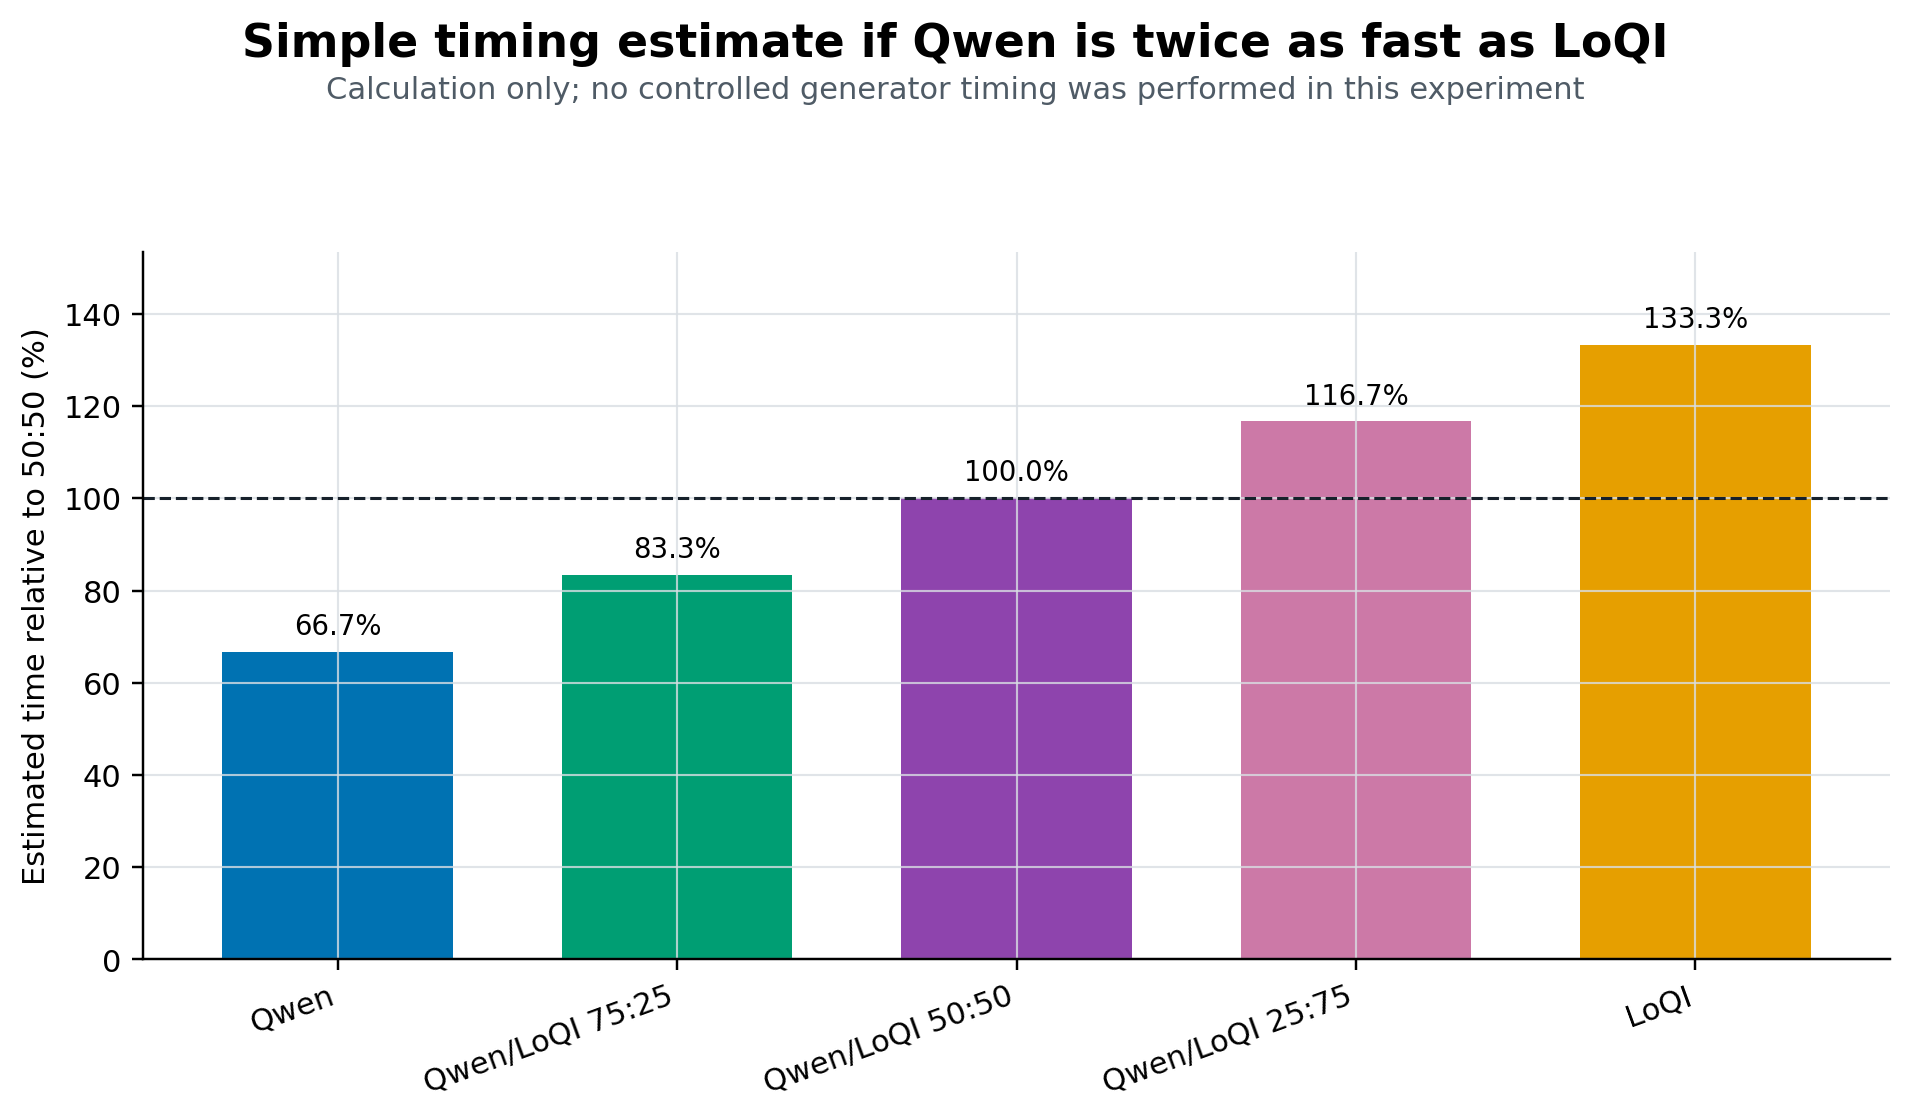 Simple timing estimate if Qwen is twice as fast as LoQI
Calculation only; no controlled generator timing was performed in this experiment
Estimated time relative to 50:50 (%)
140
120
100
80
60
40
20
0
66.7%
83.3%
100.0%
116.7%
133.3%
Qwen
Qwen/LoQI 75:25
Qwen/LoQI 50:50
Qwen/LoQI 25:75
LoQI